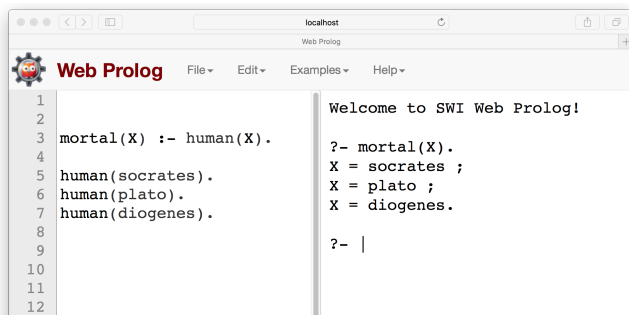 localhost
Web Prolog
Web Prolog File Edit Examples Help
1
2
3 mortal(X) :- human(X).
4
5 human(socrates).
6 human(plato).
7 human(diogenes).
8
9
10
11
12
Welcome to SWI Web Prolog!
?- mortal(X).
X = socrates ;
X = plato ;
X = diogenes.
?-